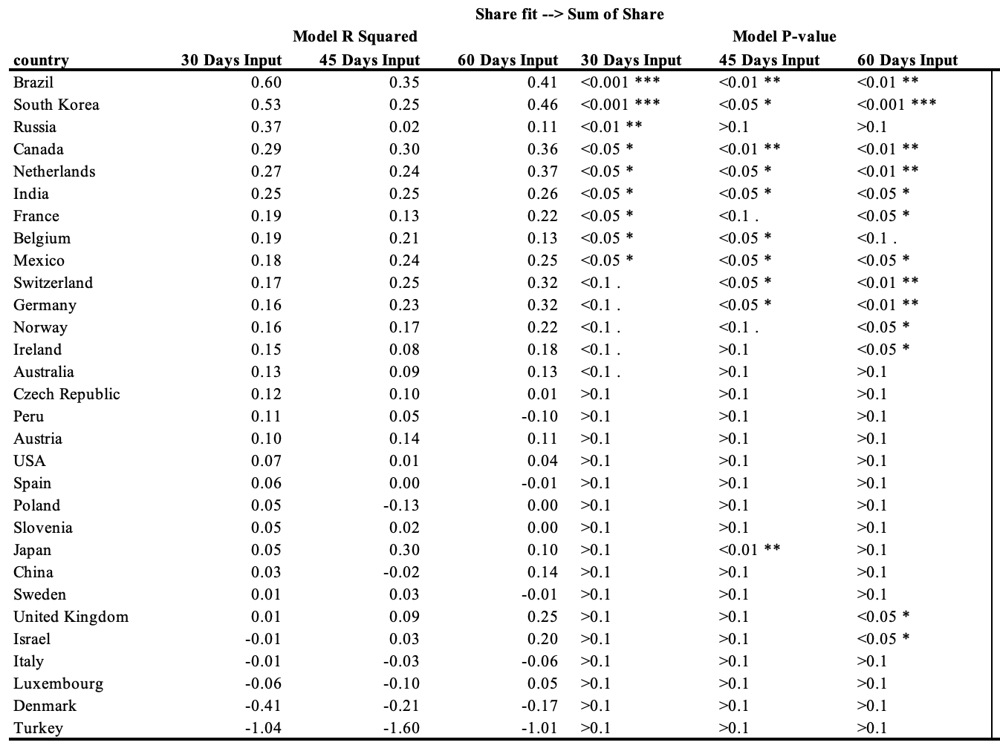 Share fit --> Sum of Share
Model R Squared Model P-value
country 30 Days Input 45 Days Input 60 Days Input 30 Days Input 45 Days Input 60 Days Input
Brazil 0.60 0.35 0.41 <0.001 *** <0.01 ** <0.01 **
South Korea 0.53 0.25 0.46 <0.001 *** <0.05 * <0.001 ***
Russia 0.37 0.02 0.11 <0.01 ** >0.1 >0.1
Canada 0.29 0.30 0.36 <0.05 * <0.01 ** <0.01 **
Netherlands 0.27 0.24 0.37 <0.05 * <0.05 * <0.01 **
India 0.25 0.25 0.26 <0.05 * <0.05 * <0.05 *
France 0.19 0.13 0.22 <0.05 * <0.1 . <0.05 *
Belgium 0.19 0.21 0.13 <0.05 * <0.05 * <0.1 .
Mexico 0.18 0.24 0.25 <0.05 * <0.05 * <0.05 *
Switzerland 0.17 0.25 0.32 <0.1 . <0.05 * <0.01 **
Germany 0.16 0.23 0.32 <0.1 . <0.05 * <0.01 **
Norway 0.16 0.17 0.22 <0.1 . <0.1 . <0.05 *
Ireland 0.15 0.08 0.18 <0.1 . >0.1 <0.05 *
Australia 0.13 0.09 0.13 <0.1 . >0.1 >0.1
Czech Republic 0.12 0.10 0.01 >0.1 >0.1 >0.1
Peru 0.11 0.05 -0.10 >0.1 >0.1 >0.1
Austria 0.10 0.14 0.11 >0.1 >0.1 >0.1
USA 0.07 0.01 0.04 >0.1 >0.1 >0.1
Spain 0.06 0.00 -0.01 >0.1 >0.1 >0.1
Poland 0.05 -0.13 0.00 >0.1 >0.1 >0.1
Slovenia 0.05 0.02 0.00 >0.1 >0.1 >0.1
Japan 0.05 0.30 0.10 >0.1 <0.01 ** >0.1
China 0.03 -0.02 0.14 >0.1 >0.1 >0.1
Sweden 0.01 0.03 -0.01 >0.1 >0.1 >0.1
United Kingdom 0.01 0.09 0.25 >0.1 >0.1 <0.05 *
Israel -0.01 0.03 0.20 >0.1 >0.1 <0.05 *
Italy -0.01 -0.03 -0.06 >0.1 >0.1 >0.1
Luxembourg -0.06 -0.10 0.05 >0.1 >0.1 >0.1
Denmark -0.41 -0.21 -0.17 >0.1 >0.1 >0.1
Turkey -1.04 -1.60 -1.01 >0.1 >0.1 >0.1